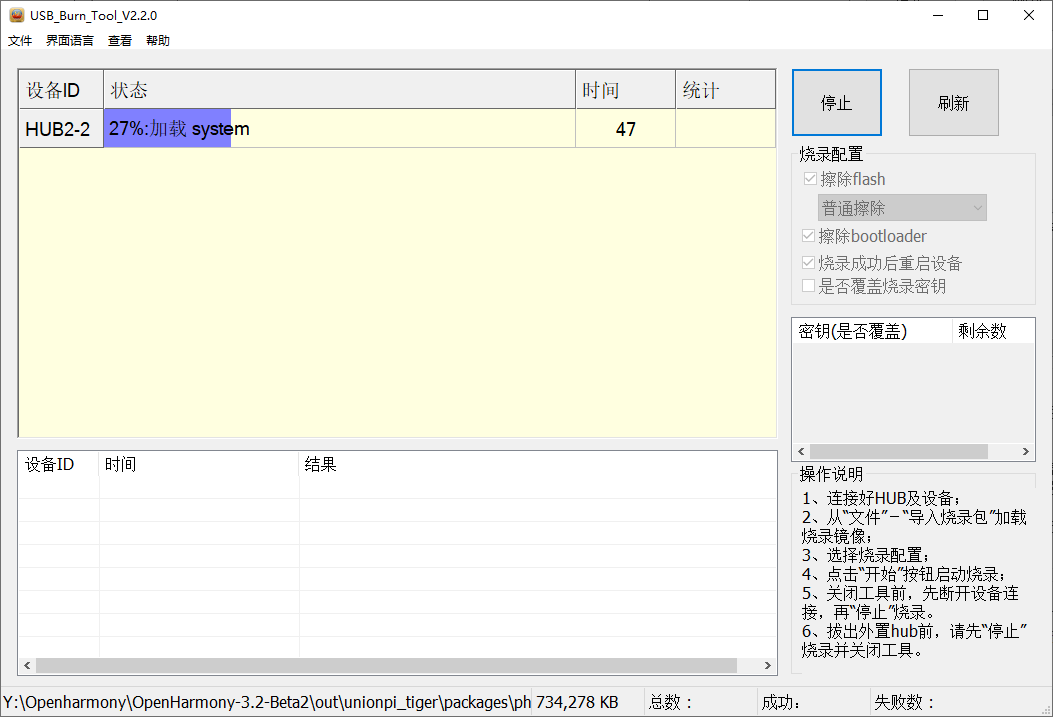 USB_Burn_Tool_V2.2.0
文件 界面语言 查看 帮助
设备ID 状态 时间 统计
HUB2-2 27%:加载 system 47
停止 刷新
烧录配置
擦除flash
普通擦除
擦除bootloader
烧录成功后重启设备
是否覆盖烧录密钥
密钥(是否覆盖) 剩余数
设备ID 时间 结果
操作说明
1、连接好HUB及设备；
2、从“文件”－“导入烧录包”加载
烧录镜像；
3、选择烧录配置；
4、点击“开始”按钮启动烧录；
5、关闭工具前，先断开设备连
接，再“停止”烧录。
6、拔出外置hub前，请先“停止”
烧录并关闭工具。
Y:\Openharmony\OpenHarmony-3.2-Beta2\out\unionpi_tiger\packages\ph 734,278 KB 总数： 成功： 失败数：